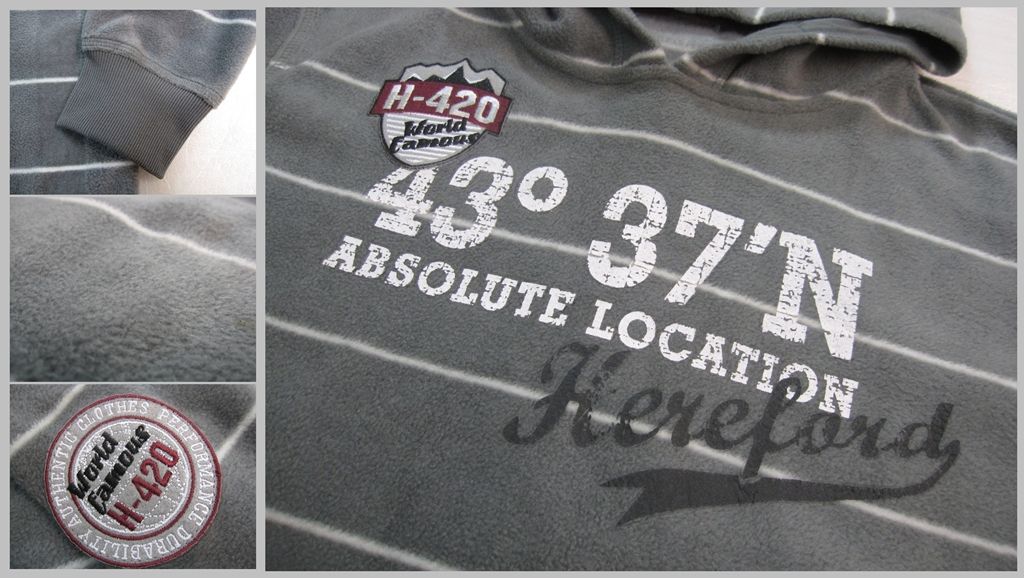 H-420
World
Famous
43° 37'N
ABSOLUTE LOCATION
Hereford
AUTHENTIC CLOTHES PERFORMANCE DURABILITY
World
Famous
H-420